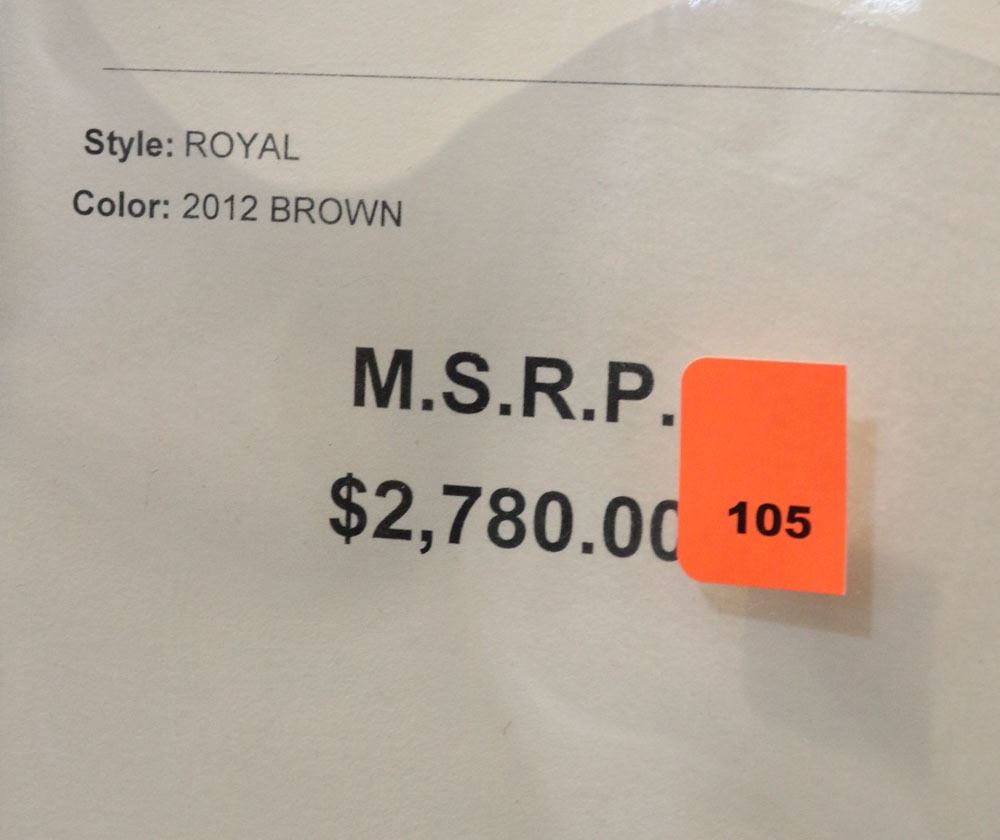 Style: ROYAL
Color: 2012 BROWN
M.S.R.P.
$2,780.00
105